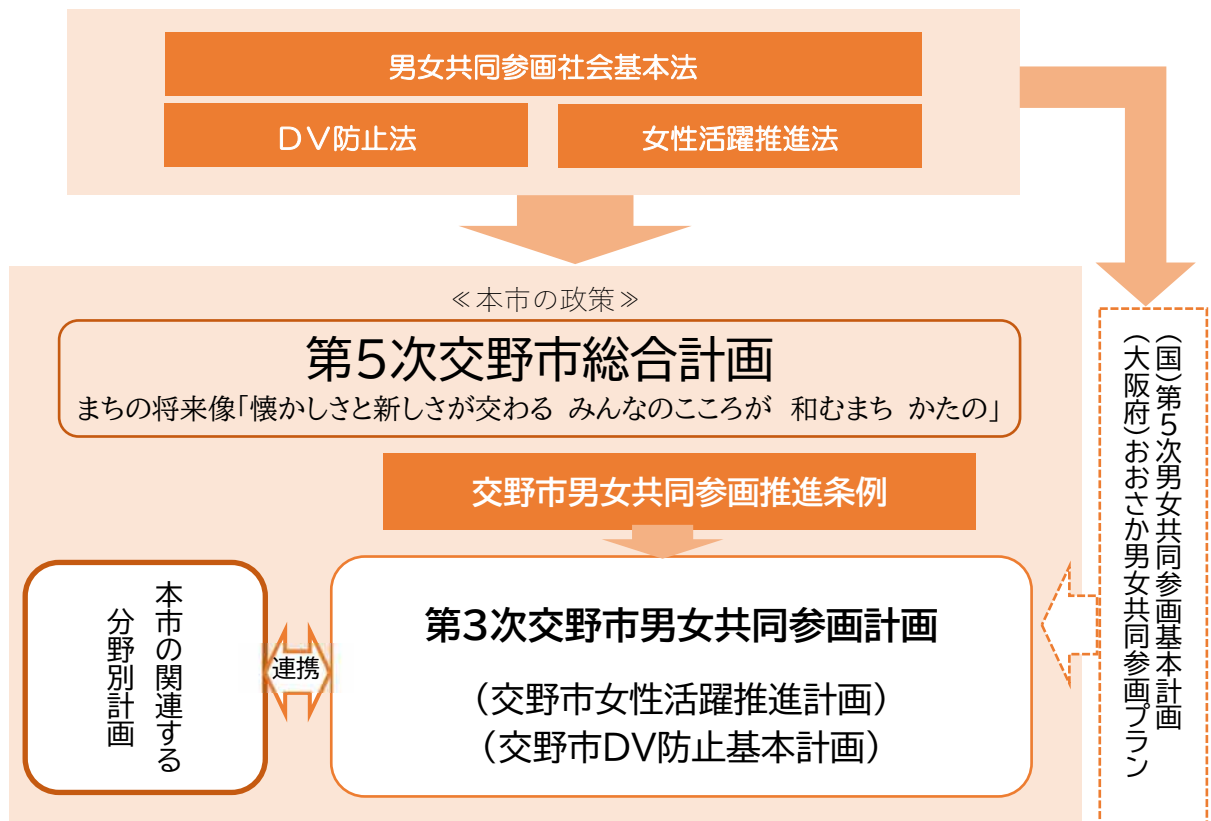 男女共同参画社会基本法
DV防止法
女性活躍推進法
≪本市の政策≫
第5次交野市総合計画
まちの将来像「懐かしさと新しさが交わる みんなのこころが 和むまち かたの」
交野市男女共同参画推進条例
(国)第5次男女共同参画基本計画
(大阪府)おおさか男女共同参画プラン
本市の関連する
分野別計画
連携
第3次交野市男女共同参画計画
(交野市女性活躍推進計画)
(交野市DV防止基本計画)